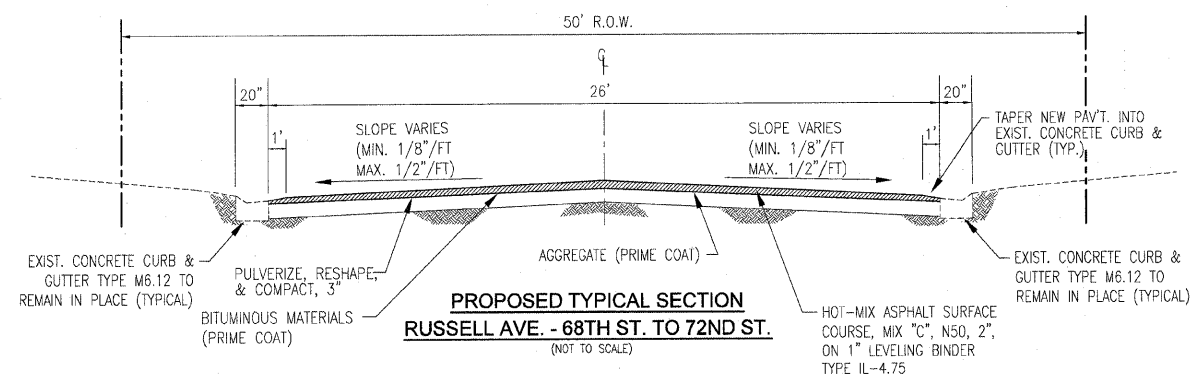 50' R.O.W.
℄
20"
26'
20"
1'
SLOPE VARIES
(MIN. 1/8"/FT
MAX. 1/2"/FT)
SLOPE VARIES
(MIN. 1/8"/FT
MAX. 1/2"/FT)
1'
TAPER NEW PAV'T. INTO
EXIST. CONCRETE CURB &
GUTTER (TYP.)
EXIST. CONCRETE CURB &
GUTTER TYPE M6.12 TO
REMAIN IN PLACE (TYPICAL)
PULVERIZE, RESHAPE,
& COMPACT, 3"
BITUMINOUS MATERIALS
(PRIME COAT)
AGGREGATE (PRIME COAT)
EXIST. CONCRETE CURB &
GUTTER TYPE M6.12 TO
REMAIN IN PLACE (TYPICAL)
HOT-MIX ASPHALT SURFACE
COURSE, MIX "C", N50, 2",
ON 1" LEVELING BINDER
TYPE IL-4.75
PROPOSED TYPICAL SECTION
RUSSELL AVE. - 68TH ST. TO 72ND ST.
(NOT TO SCALE)